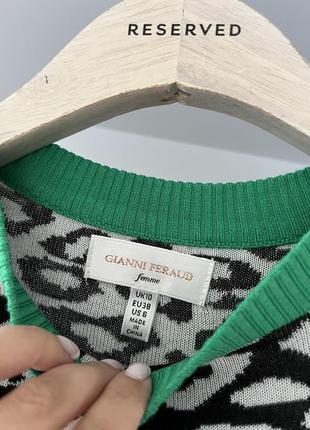 RESERVED
GIANNI FERAUD
femme
UK10
EU38
US 6
MADE
IN
CHINA